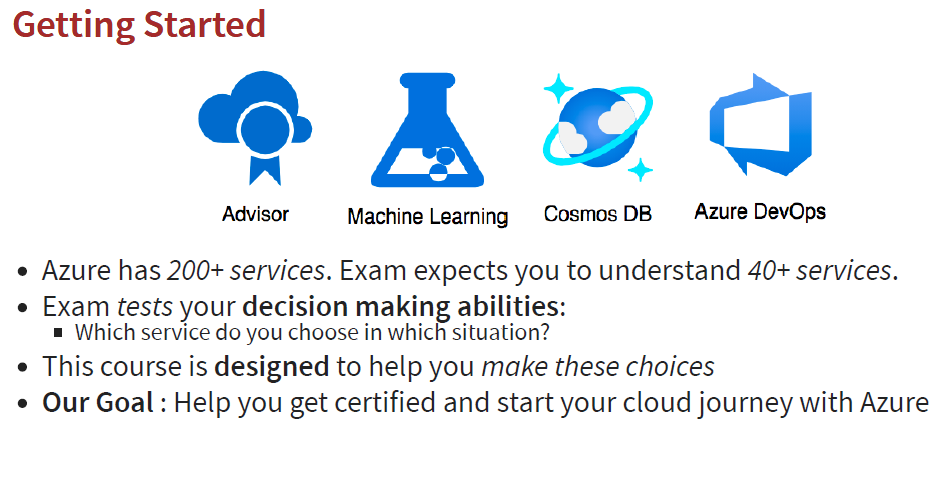 Getting Started
Advisor
Machine Learning
Cosmos DB
Azure DevOps
• Azure has 200+ services. Exam expects you to understand 40+ services.
• Exam tests your decision making abilities:
▪ Which service do you choose in which situation?
• This course is designed to help you make these choices
• Our Goal : Help you get certified and start your cloud journey with Azure